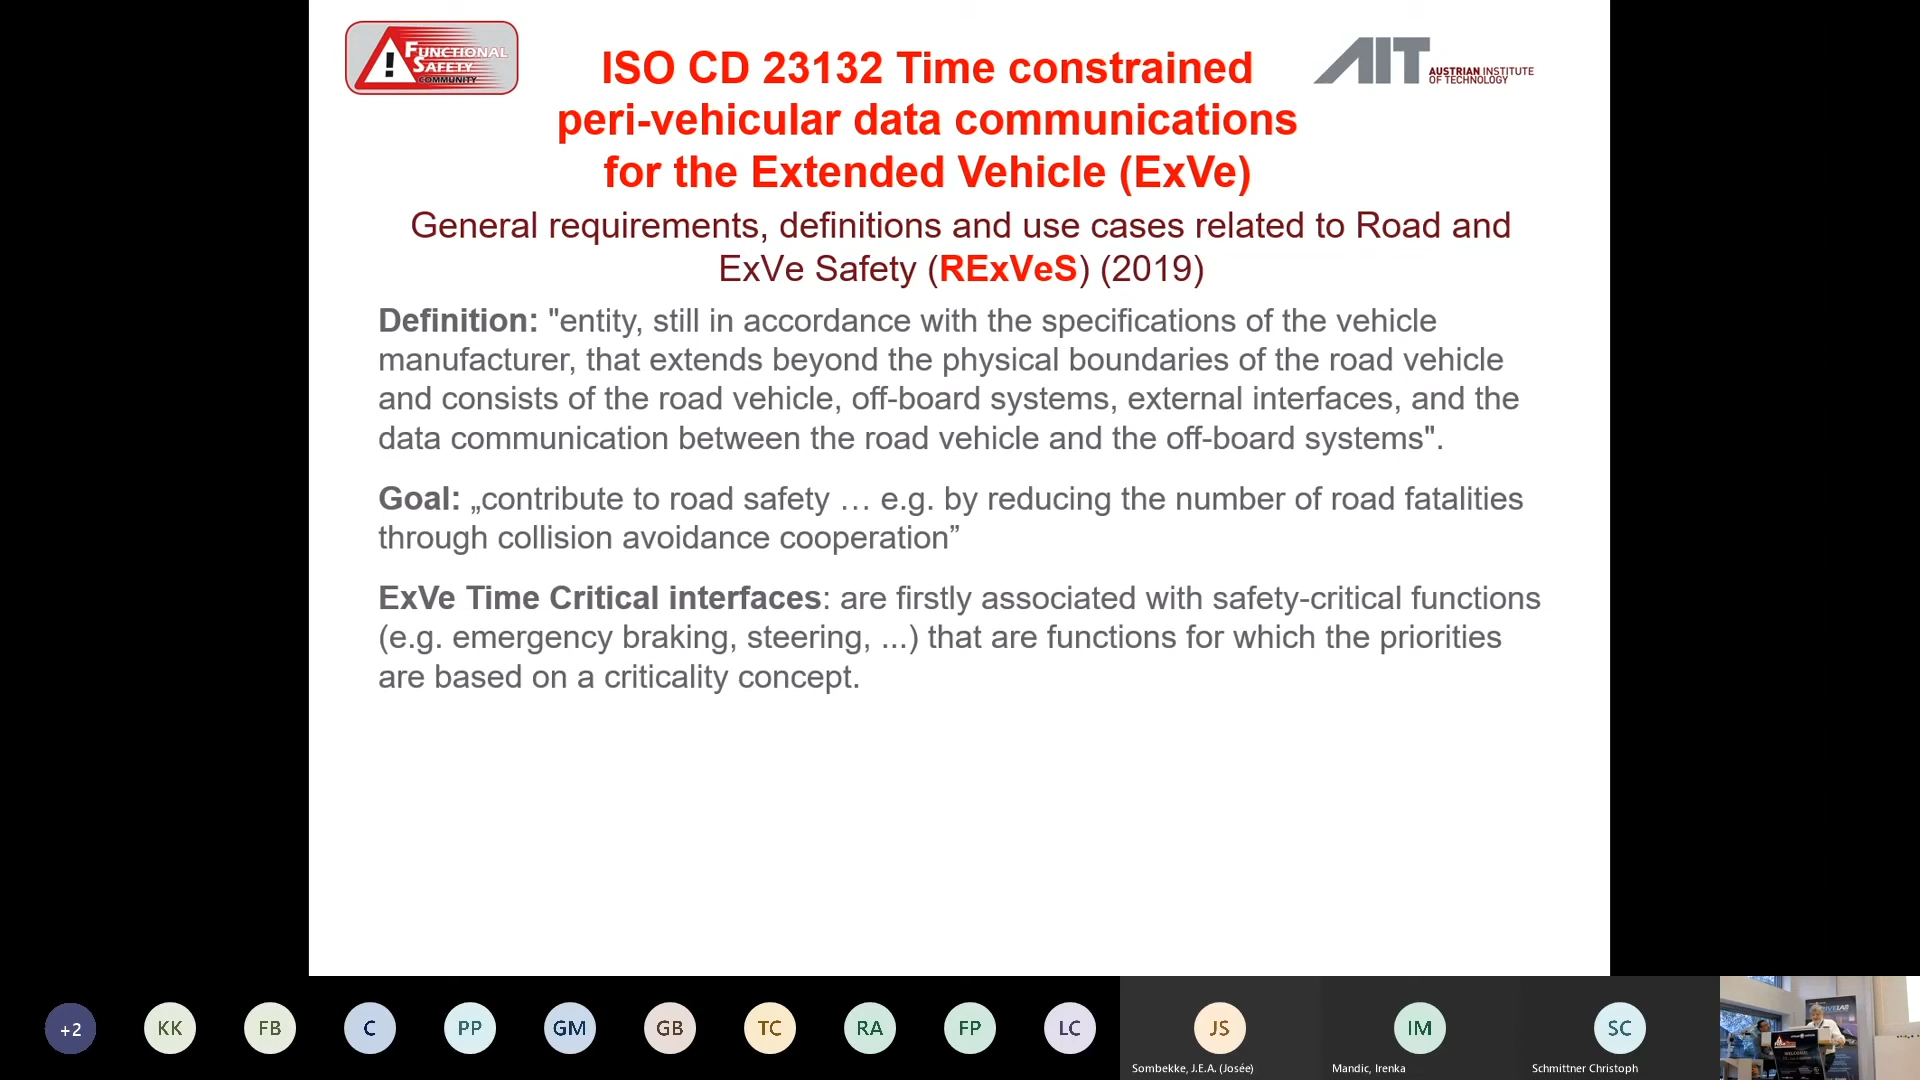 FUNCTIONAL
SAFETY
COMMUNITY
ISO CD 23132 Time constrained
peri-vehicular data communications
for the Extended Vehicle (ExVe)
AIT AUSTRIAN INSTITUTE
OF TECHNOLOGY
General requirements, definitions and use cases related to Road and
ExVe Safety (RExVeS) (2019)
Definition: "entity, still in accordance with the specifications of the vehicle
manufacturer, that extends beyond the physical boundaries of the road vehicle
and consists of the road vehicle, off-board systems, external interfaces, and the
data communication between the road vehicle and the off-board systems".
Goal: „contribute to road safety … e.g. by reducing the number of road fatalities
through collision avoidance cooperation”
ExVe Time Critical interfaces: are firstly associated with safety-critical functions
(e.g. emergency braking, steering, ...) that are functions for which the priorities
are based on a criticality concept.
+2 KK FB C PP GM GB TC RA FP LC JS IM SC
Sombekke, J.E.A. (Josée) Mandic, Irenka Schmittner Christoph